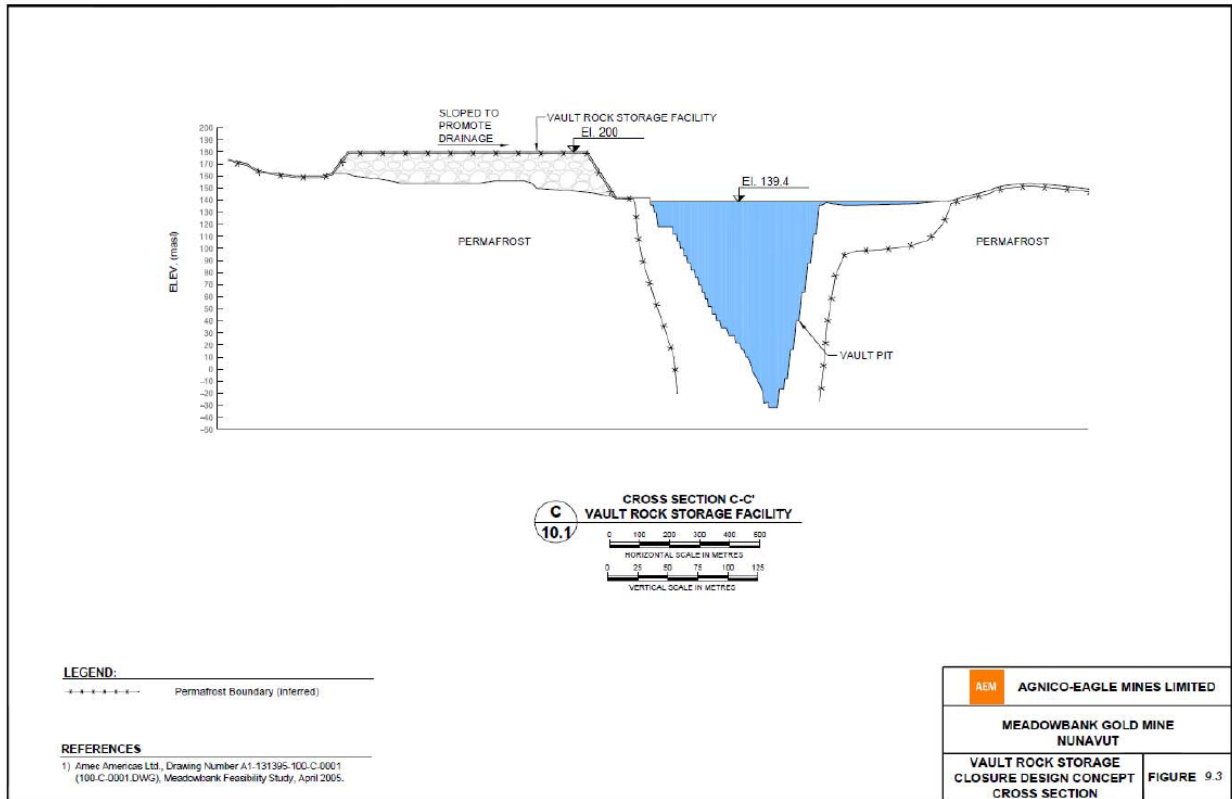 SLOPED TO
PROMOTE
DRAINAGE
VAULT ROCK STORAGE FACILITY
El. 200
El. 139.4
ELEV. (masl)
200
190
180
170
160
150
140
130
120
110
100
90
80
70
60
50
40
30
20
10
0
-10
-20
-30
-40
-50
PERMAFROST
PERMAFROST
VAULT PIT
C
10.1
CROSS SECTION C-C'
VAULT ROCK STORAGE FACILITY
0 100 200 300 400 500
HORIZONTAL SCALE IN METRES
0 25 50 75 100 125
VERTICAL SCALE IN METRES
LEGEND:
Permafrost Boundary (Inferred)
REFERENCES
1) Amec Americas Ltd., Drawing Number A1-131395-100-C-0001
(100-C-0001.DWG), Meadowbank Feasibility Study, April 2005.
AEM AGNICO-EAGLE MINES LIMITED
MEADOWBANK GOLD MINE
NUNAVUT
VAULT ROCK STORAGE
CLOSURE DESIGN CONCEPT
CROSS SECTION
FIGURE 9.3